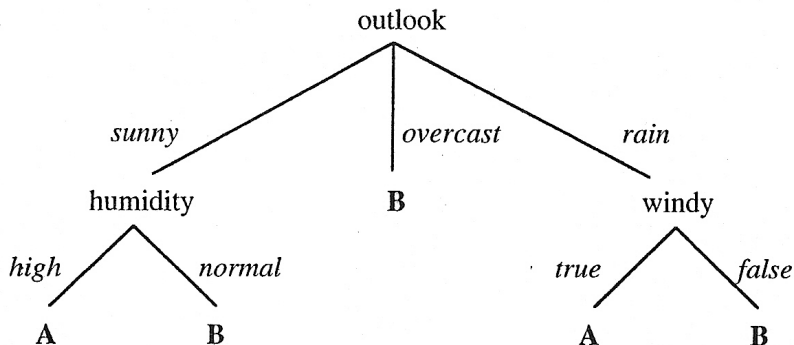 outlook
sunny overcast rain
humidity B windy
high normal true false
A B A B